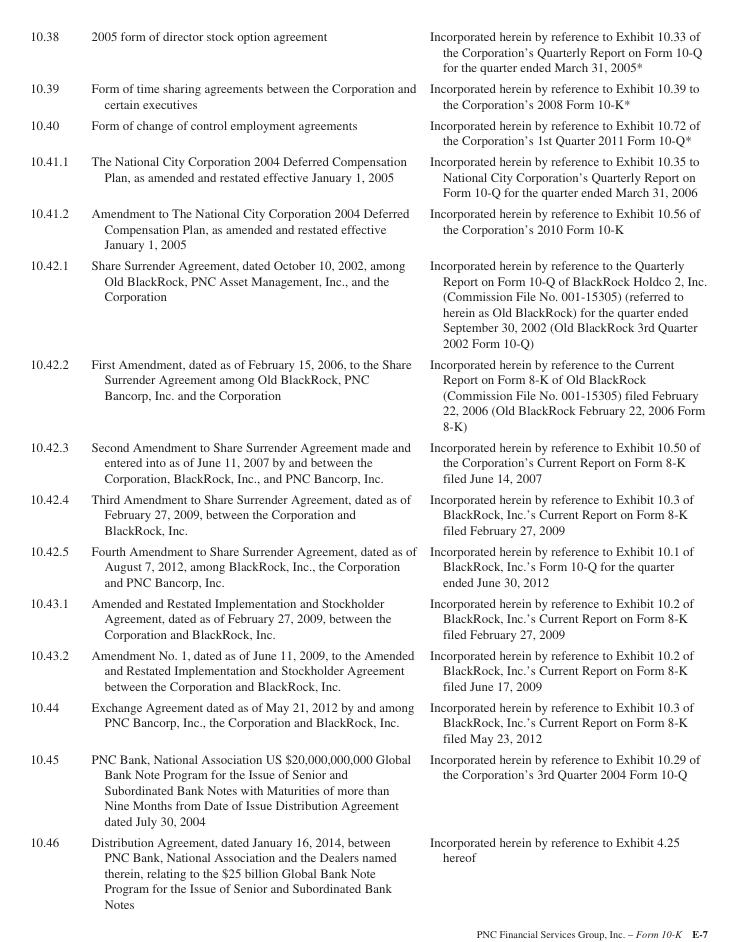 10.38 2005 form of director stock option agreement Incorporated herein by reference to Exhibit 10.33 of
the Corporation’s Quarterly Report on Form 10-Q
for the quarter ended March 31, 2005*
10.39 Form of time sharing agreements between the Corporation and Incorporated herein by reference to Exhibit 10.39 to
certain executives the Corporation’s 2008 Form 10-K*
10.40 Form of change of control employment agreements Incorporated herein by reference to Exhibit 10.72 of
the Corporation’s 1st Quarter 2011 Form 10-Q*
10.41.1 The National City Corporation 2004 Deferred Compensation Incorporated herein by reference to Exhibit 10.35 to
Plan, as amended and restated effective January 1, 2005 National City Corporation’s Quarterly Report on
Form 10-Q for the quarter ended March 31, 2006
10.41.2 Amendment to The National City Corporation 2004 Deferred Incorporated herein by reference to Exhibit 10.56 of
Compensation Plan, as amended and restated effective the Corporation’s 2010 Form 10-K
January 1, 2005
10.42.1 Share Surrender Agreement, dated October 10, 2002, among Incorporated herein by reference to the Quarterly
Old BlackRock, PNC Asset Management, Inc., and the Report on Form 10-Q of BlackRock Holdco 2, Inc.
Corporation (Commission File No. 001-15305) (referred to
herein as Old BlackRock) for the quarter ended
September 30, 2002 (Old BlackRock 3rd Quarter
2002 Form 10-Q)
10.42.2 First Amendment, dated as of February 15, 2006, to the Share Incorporated herein by reference to the Current
Surrender Agreement among Old BlackRock, PNC Report on Form 8-K of Old BlackRock
Bancorp, Inc. and the Corporation (Commission File No. 001-15305) filed February
22, 2006 (Old BlackRock February 22, 2006 Form
8-K)
10.42.3 Second Amendment to Share Surrender Agreement made and Incorporated herein by reference to Exhibit 10.50 of
entered into as of June 11, 2007 by and between the the Corporation’s Current Report on Form 8-K
Corporation, BlackRock, Inc., and PNC Bancorp, Inc. filed June 14, 2007
10.42.4 Third Amendment to Share Surrender Agreement, dated as of Incorporated herein by reference to Exhibit 10.3 of
February 27, 2009, between the Corporation and BlackRock, Inc.’s Current Report on Form 8-K
BlackRock, Inc. filed February 27, 2009
10.42.5 Fourth Amendment to Share Surrender Agreement, dated as of Incorporated herein by reference to Exhibit 10.1 of
August 7, 2012, among BlackRock, Inc., the Corporation BlackRock, Inc.’s Form 10-Q for the quarter
and PNC Bancorp, Inc. ended June 30, 2012
10.43.1 Amended and Restated Implementation and Stockholder Incorporated herein by reference to Exhibit 10.2 of
Agreement, dated as of February 27, 2009, between the BlackRock, Inc.’s Current Report on Form 8-K
Corporation and BlackRock, Inc. filed February 27, 2009
10.43.2 Amendment No. 1, dated as of June 11, 2009, to the Amended Incorporated herein by reference to Exhibit 10.2 of
and Restated Implementation and Stockholder Agreement BlackRock, Inc.’s Current Report on Form 8-K
between the Corporation and BlackRock, Inc. filed June 17, 2009
10.44 Exchange Agreement dated as of May 21, 2012 by and among Incorporated herein by reference to Exhibit 10.3 of
PNC Bancorp, Inc., the Corporation and BlackRock, Inc. BlackRock, Inc.’s Current Report on Form 8-K
filed May 23, 2012
10.45 PNC Bank, National Association US $20,000,000,000 Global Incorporated herein by reference to Exhibit 10.29 of
Bank Note Program for the Issue of Senior and the Corporation’s 3rd Quarter 2004 Form 10-Q
Subordinated Bank Notes with Maturities of more than
Nine Months from Date of Issue Distribution Agreement
dated July 30, 2004
10.46 Distribution Agreement, dated January 16, 2014, between Incorporated herein by reference to Exhibit 4.25
PNC Bank, National Association and the Dealers named hereof
therein, relating to the $25 billion Global Bank Note
Program for the Issue of Senior and Subordinated Bank
Notes
PNC Financial Services Group, Inc. – Form 10-K E-7